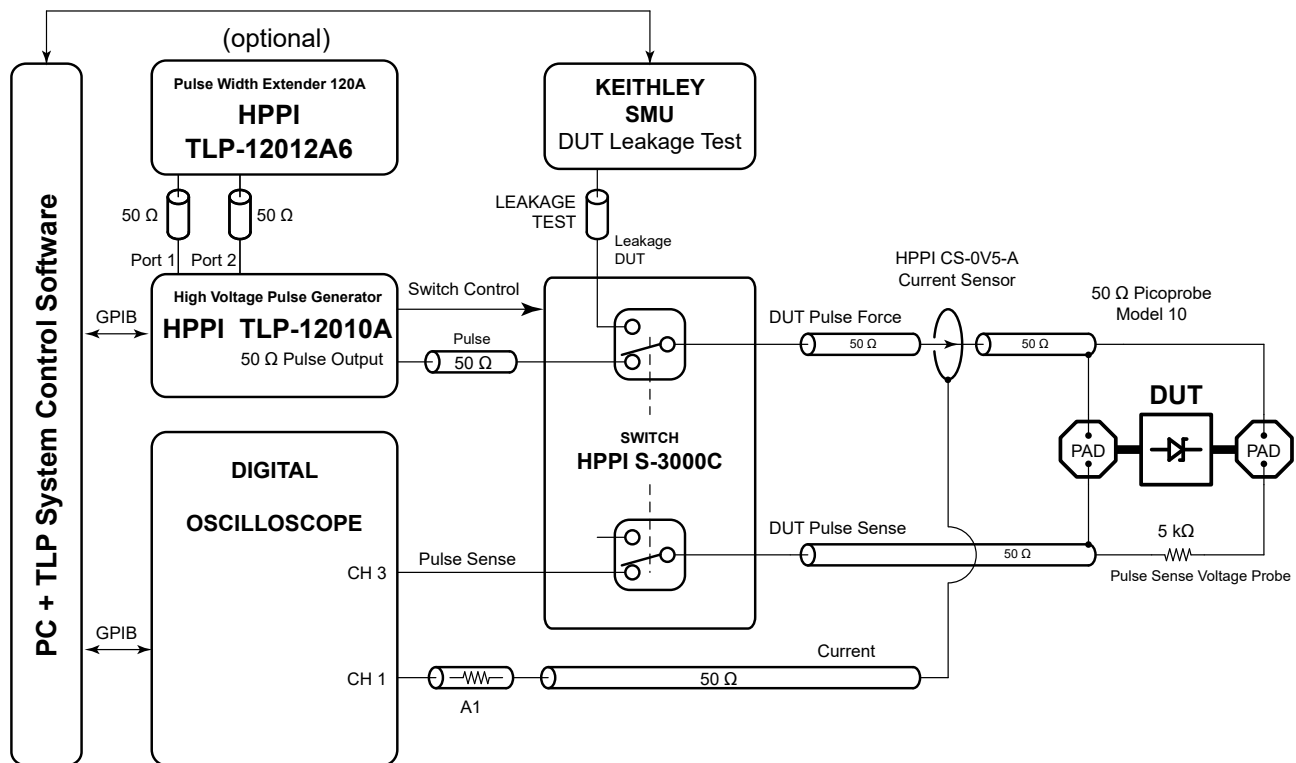 (optional)
Pulse Width Extender 120A
HPPI
TLP-12012A6
KEITHLEY
SMU
DUT Leakage Test
50 Ω
50 Ω
LEAKAGE
TEST
Port 1
Port 2
Leakage
DUT
PC + TLP System Control Software
GPIB
High Voltage Pulse Generator
HPPI TLP-12010A
50 Ω Pulse Output
Switch Control
Pulse
50 Ω
HPPI CS-0V5-A
Current Sensor
50 Ω Picoprobe
Model 10
DUT Pulse Force
50 Ω
50 Ω
DUT
PAD
PAD
SWITCH
HPPI S-3000C
DIGITAL
OSCILLOSCOPE
CH 3
Pulse Sense
DUT Pulse Sense
50 Ω
5 kΩ
Pulse Sense Voltage Probe
GPIB
CH 1
A1
Current
50 Ω